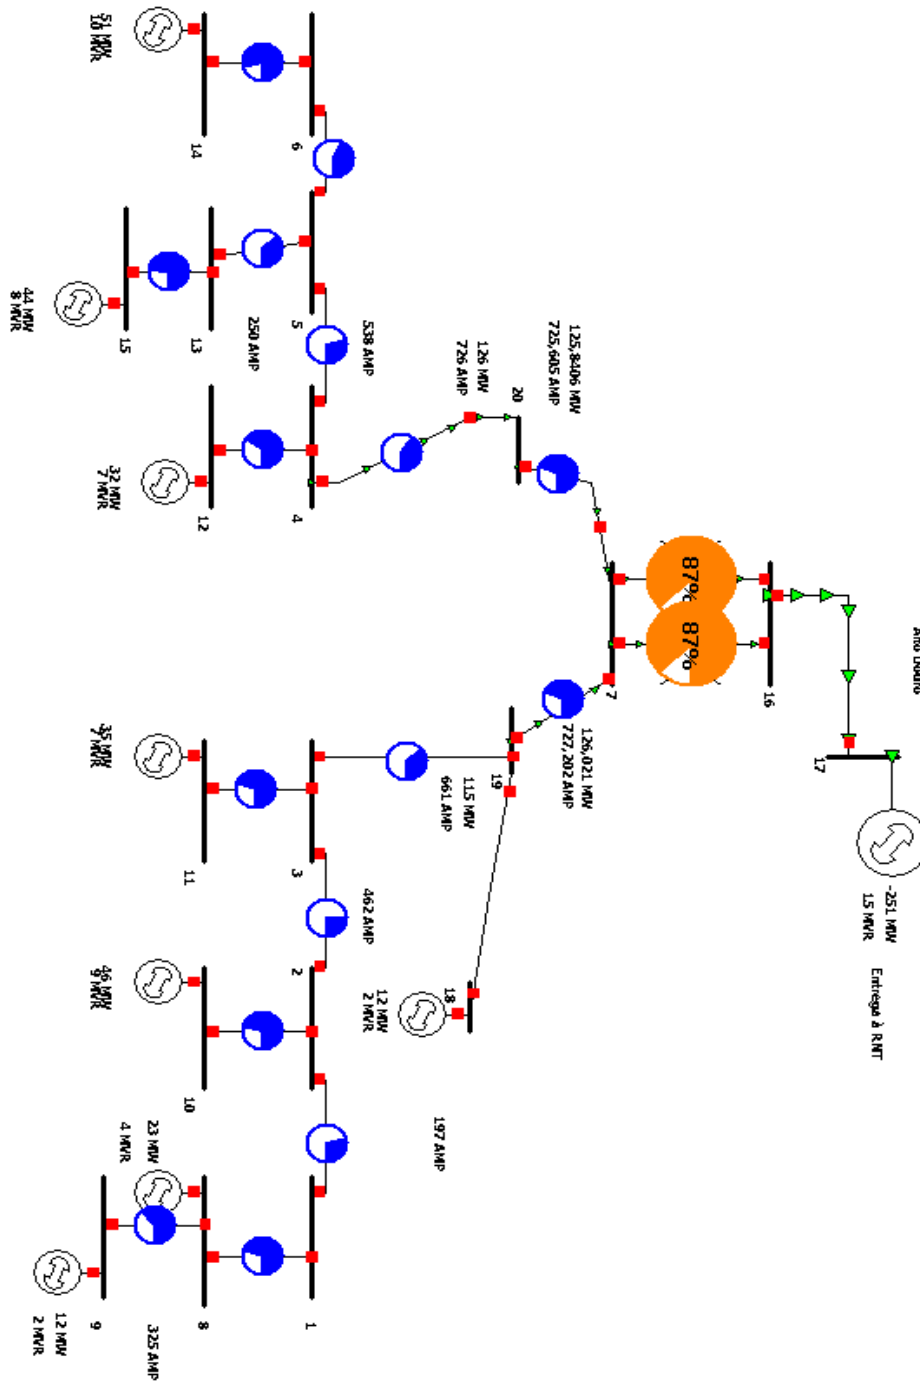 Alto Douro
-251 MW
15 MVR
Entrega à RNT
17
16
87%
87%
7
125,8406 MW
725,605 AMP
126,021 MW
727,202 AMP
20
19
126 MW
726 AMP
115 MW
661 AMP
18
12 MW
2 MVR
197 AMP
538 AMP
462 AMP
6
5
4
3
2
1
250 AMP
14
13
12
11
10
8
23 MW
4 MVR
325 AMP
15
32 MW
7 MVR
35 MW
7 MVR
46 MW
9 MVR
51 MW
10 MVR
44 MW
8 MVR
9
12 MW
2 MVR